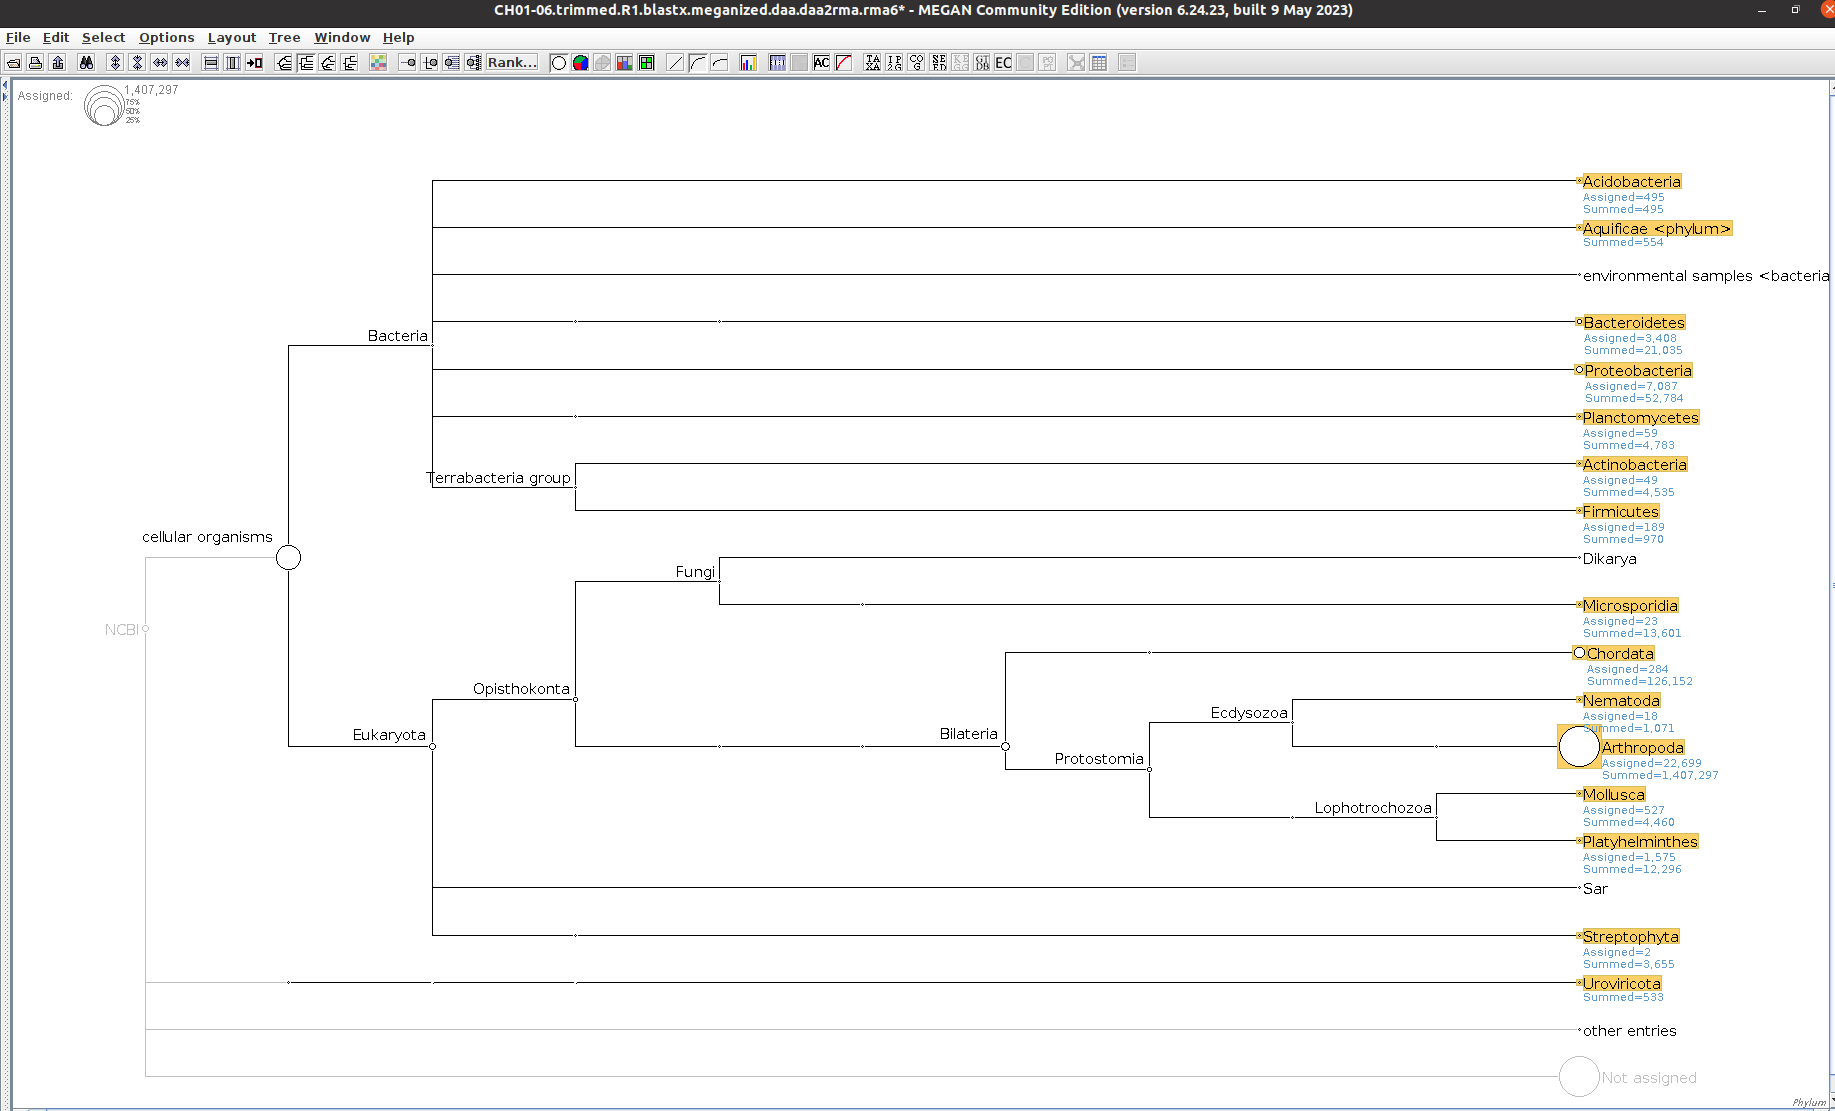 CH01-06.trimmed.R1.blastx.meganized.daa.daa2rma.rma6* - MEGAN Community Edition (version 6.24.23, built 9 May 2023)
File Edit Select Options Layout Tree Window Help
Rank... AC TAXA IP2G COG SEED KEGG GTDB EC PGPT
Assigned: 1,407,297
75%
50%
25%
Acidobacteria
Assigned=495
Summed=495
Aquificae <phylum>
Summed=554
environmental samples <bacteria
Bacteroidetes
Assigned=3,408
Summed=21,035
Bacteria
Proteobacteria
Assigned=7,087
Summed=52,784
Planctomycetes
Assigned=59
Summed=4,783
Actinobacteria
Assigned=49
Summed=4,535
Terrabacteria group
Firmicutes
Assigned=189
Summed=970
cellular organisms
Dikarya
Fungi
Microsporidia
Assigned=23
Summed=13,601
NCBI
Chordata
Assigned=284
Summed=126,152
Opisthokonta
Nematoda
Assigned=18
Summed=1,071
Ecdysozoa
Eukaryota
Bilateria
Arthropoda
Assigned=22,699
Summed=1,407,297
Protostomia
Mollusca
Assigned=527
Summed=4,460
Lophotrochozoa
Platyhelminthes
Assigned=1,575
Summed=12,296
Sar
Streptophyta
Assigned=2
Summed=3,655
Uroviricota
Summed=533
other entries
Not assigned
Phylum